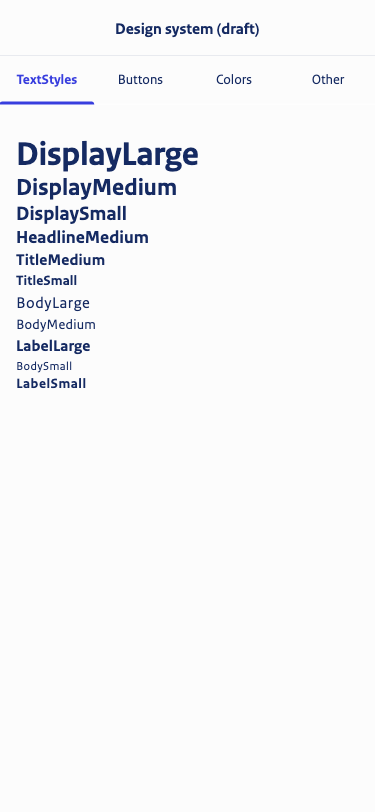 Design system (draft)
TextStyles Buttons Colors Other
DisplayLarge
DisplayMedium
DisplaySmall
HeadlineMedium
TitleMedium
TitleSmall
BodyLarge
BodyMedium
LabelLarge
BodySmall
LabelSmall